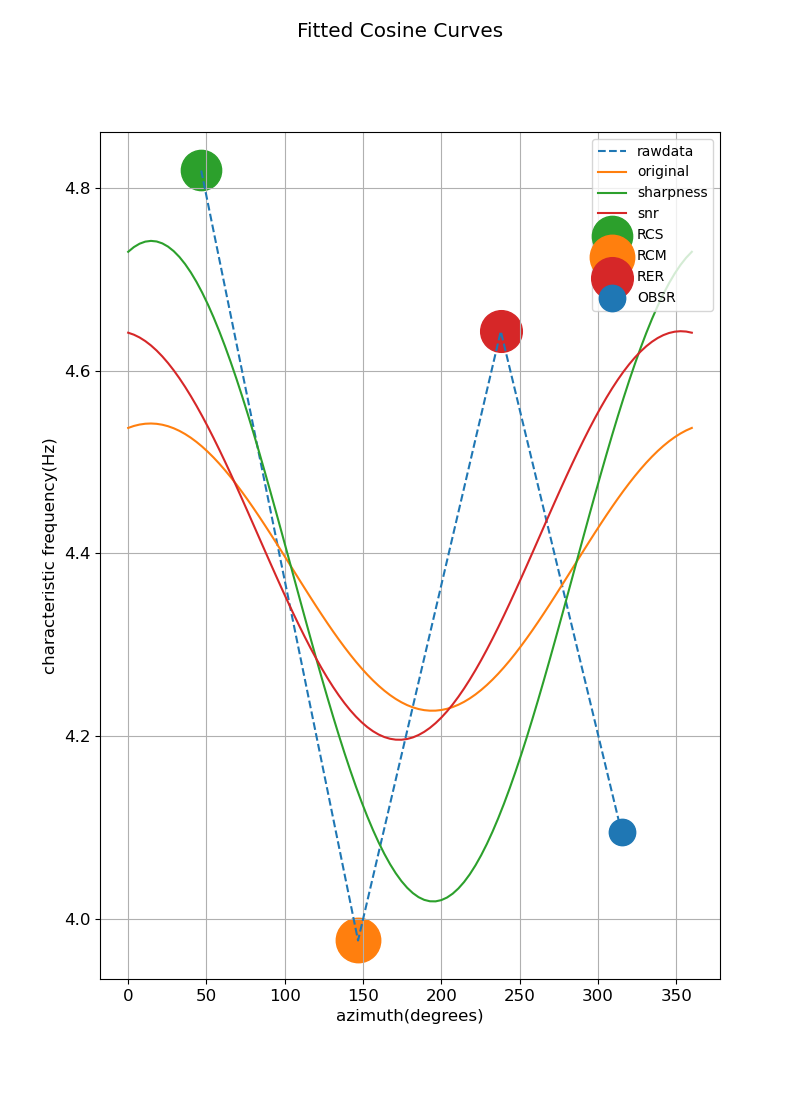 Fitted Cosine Curves
rawdata
original
sharpness
snr
RCS
RCM
RER
OBSR
characteristic frequency(Hz)
4.8
4.6
4.4
4.2
4.0
0 50 100 150 200 250 300 350
azimuth(degrees)